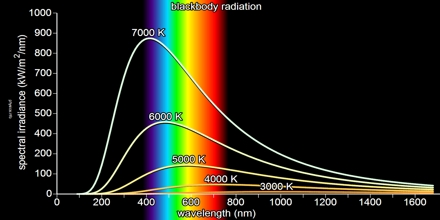 blackbody radiation
1000
900
800
700
600
500
400
300
200
100
0
spectral irradiance (kW/m²/nm)
7000 K
6000 K
5000 K
4000 K
3000 K
0 200 400 600 800 1000 1200 1400 1600
wavelength (nm)